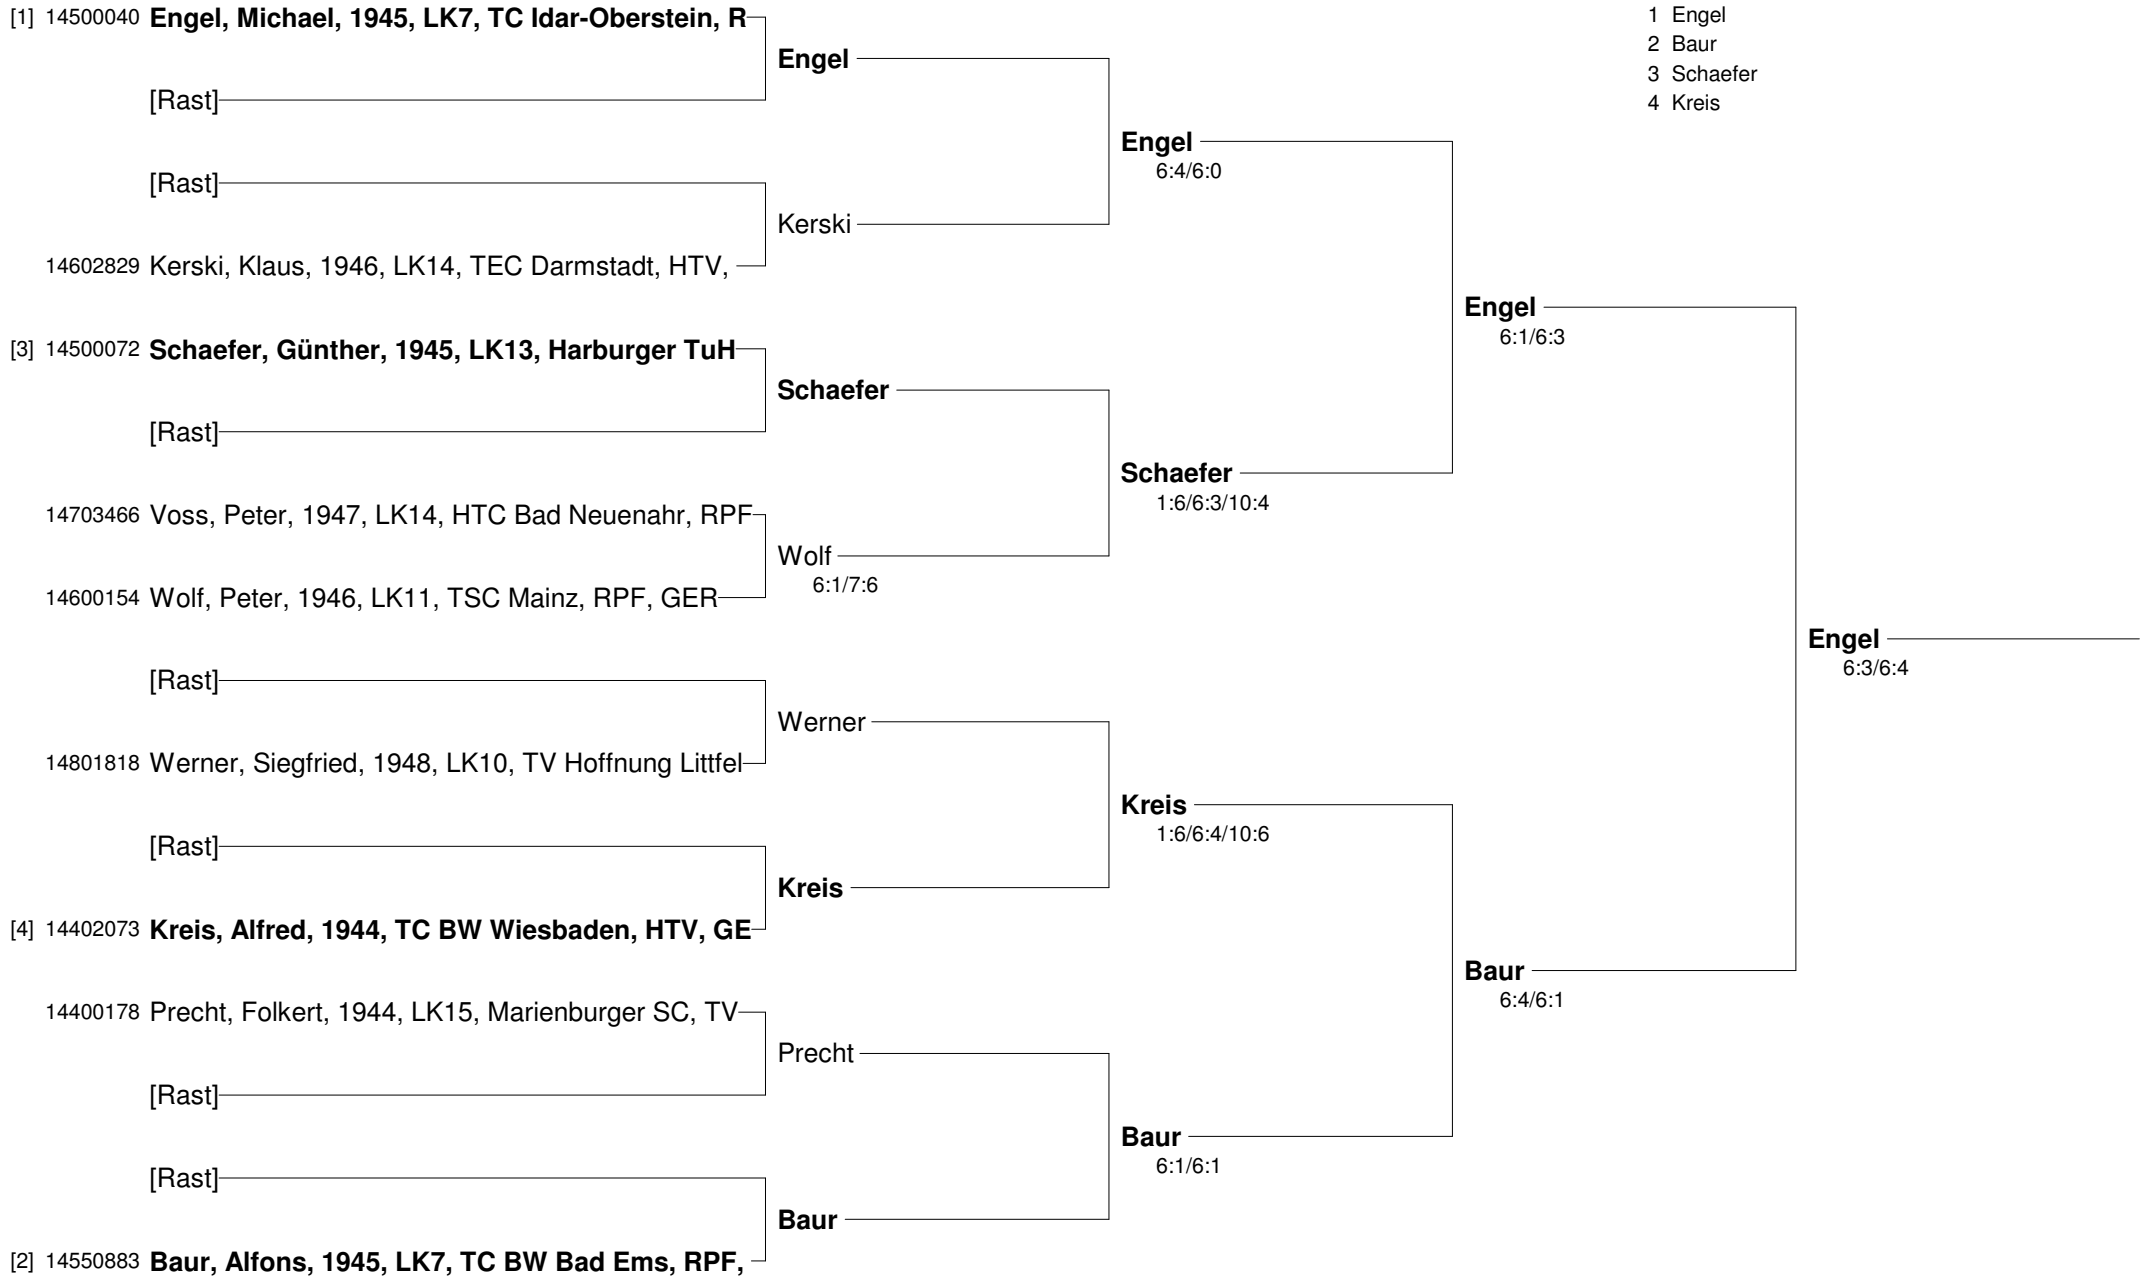 [1] 14500040 Engel, Michael, 1945, LK7, TC Idar-Oberstein, R
[Rast]
[Rast]
14602829 Kerski, Klaus, 1946, LK14, TEC Darmstadt, HTV,
[3] 14500072 Schaefer, Günther, 1945, LK13, Harburger TuH
[Rast]
14703466 Voss, Peter, 1947, LK14, HTC Bad Neuenahr, RPF
14600154 Wolf, Peter, 1946, LK11, TSC Mainz, RPF, GER
[Rast]
14801818 Werner, Siegfried, 1948, LK10, TV Hoffnung Littfel
[Rast]
[4] 14402073 Kreis, Alfred, 1944, TC BW Wiesbaden, HTV, GE
14400178 Precht, Folkert, 1944, LK15, Marienburger SC, TV
[Rast]
[Rast]
[2] 14550883 Baur, Alfons, 1945, LK7, TC BW Bad Ems, RPF,
Engel
Kerski
Schaefer
Wolf
6:1/7:6
Werner
Kreis
Precht
Baur
Engel
6:4/6:0
Schaefer
1:6/6:3/10:4
Kreis
1:6/6:4/10:6
Baur
6:1/6:1
Engel
6:1/6:3
Baur
6:4/6:1
Engel
6:3/6:4
1 Engel
2 Baur
3 Schaefer
4 Kreis